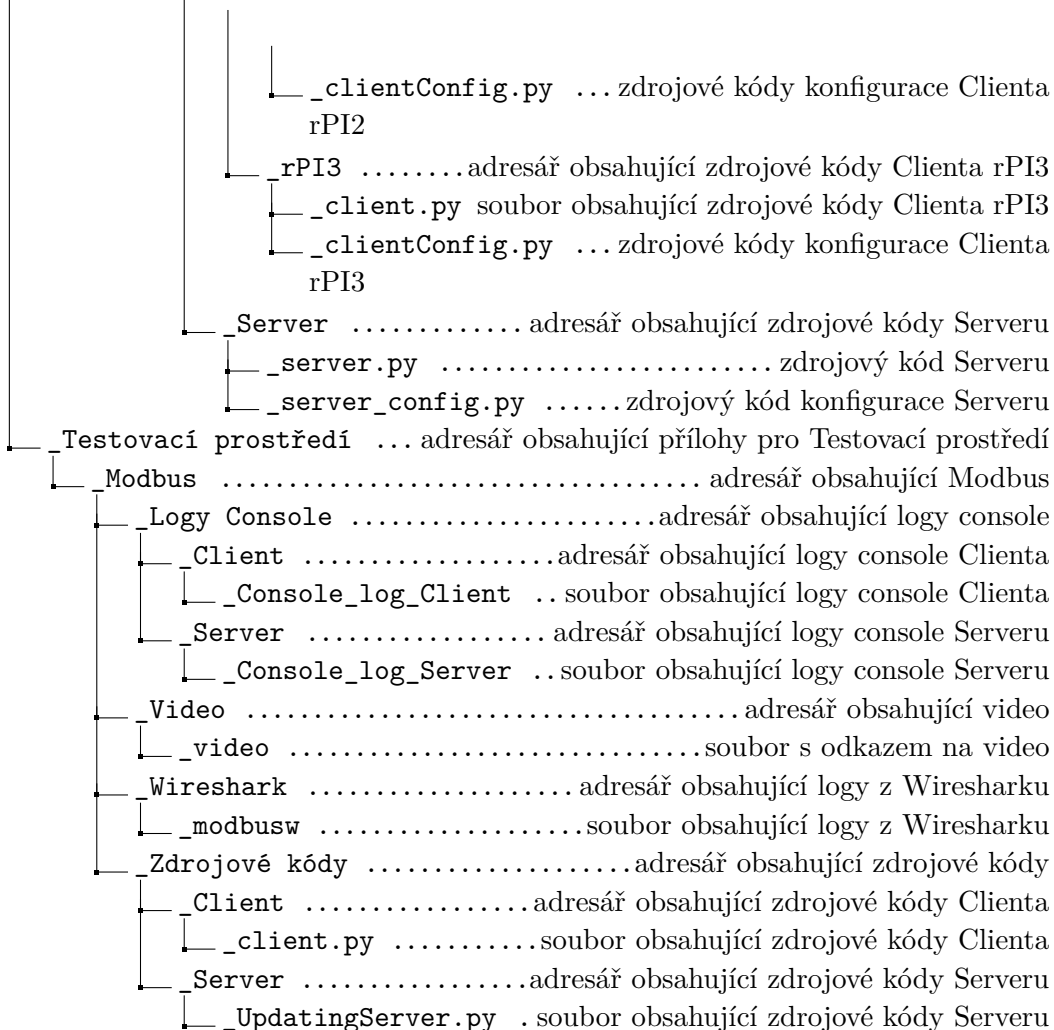 _clientConfig.py ... zdrojové kódy konfigurace Clienta
rPI2
_rPI3 ........ adresář obsahující zdrojové kódy Clienta rPI3
_client.py soubor obsahující zdrojové kódy Clienta rPI3
_clientConfig.py ... zdrojové kódy konfigurace Clienta
rPI3
_Server ............. adresář obsahující zdrojové kódy Serveru
_server.py ......................... zdrojový kód Serveru
_server_config.py ...... zdrojový kód konfigurace Serveru
_Testovací prostředí ... adresář obsahující přílohy pro Testovací prostředí
_Modbus .................................... adresář obsahující Modbus
_Logy Console ....................... adresář obsahující logy console
_Client ................... adresář obsahující logy console Clienta
_Console_log_Client .. soubor obsahující logy console Clienta
_Server .................. adresář obsahující logy console Serveru
_Console_log_Server .. soubor obsahující logy console Serveru
_Video ..................................... adresář obsahující video
_video ............................... soubor s odkazem na video
_Wireshark .................... adresář obsahující logy z Wiresharku
_modbusw .................... soubor obsahující logy z Wiresharku
_Zdrojové kódy .................... adresář obsahující zdrojové kódy
_Client ................. adresář obsahující zdrojové kódy Clienta
_client.py ........... soubor obsahující zdrojové kódy Clienta
_Server ................. adresář obsahující zdrojové kódy Serveru
_UpdatingServer.py . soubor obsahující zdrojové kódy Serveru